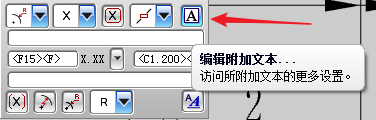 X (X) A
<F15><F> X.XX <C1.200><
编辑附加文本...
访问所附加文本的更多设置。
(X) R A
2